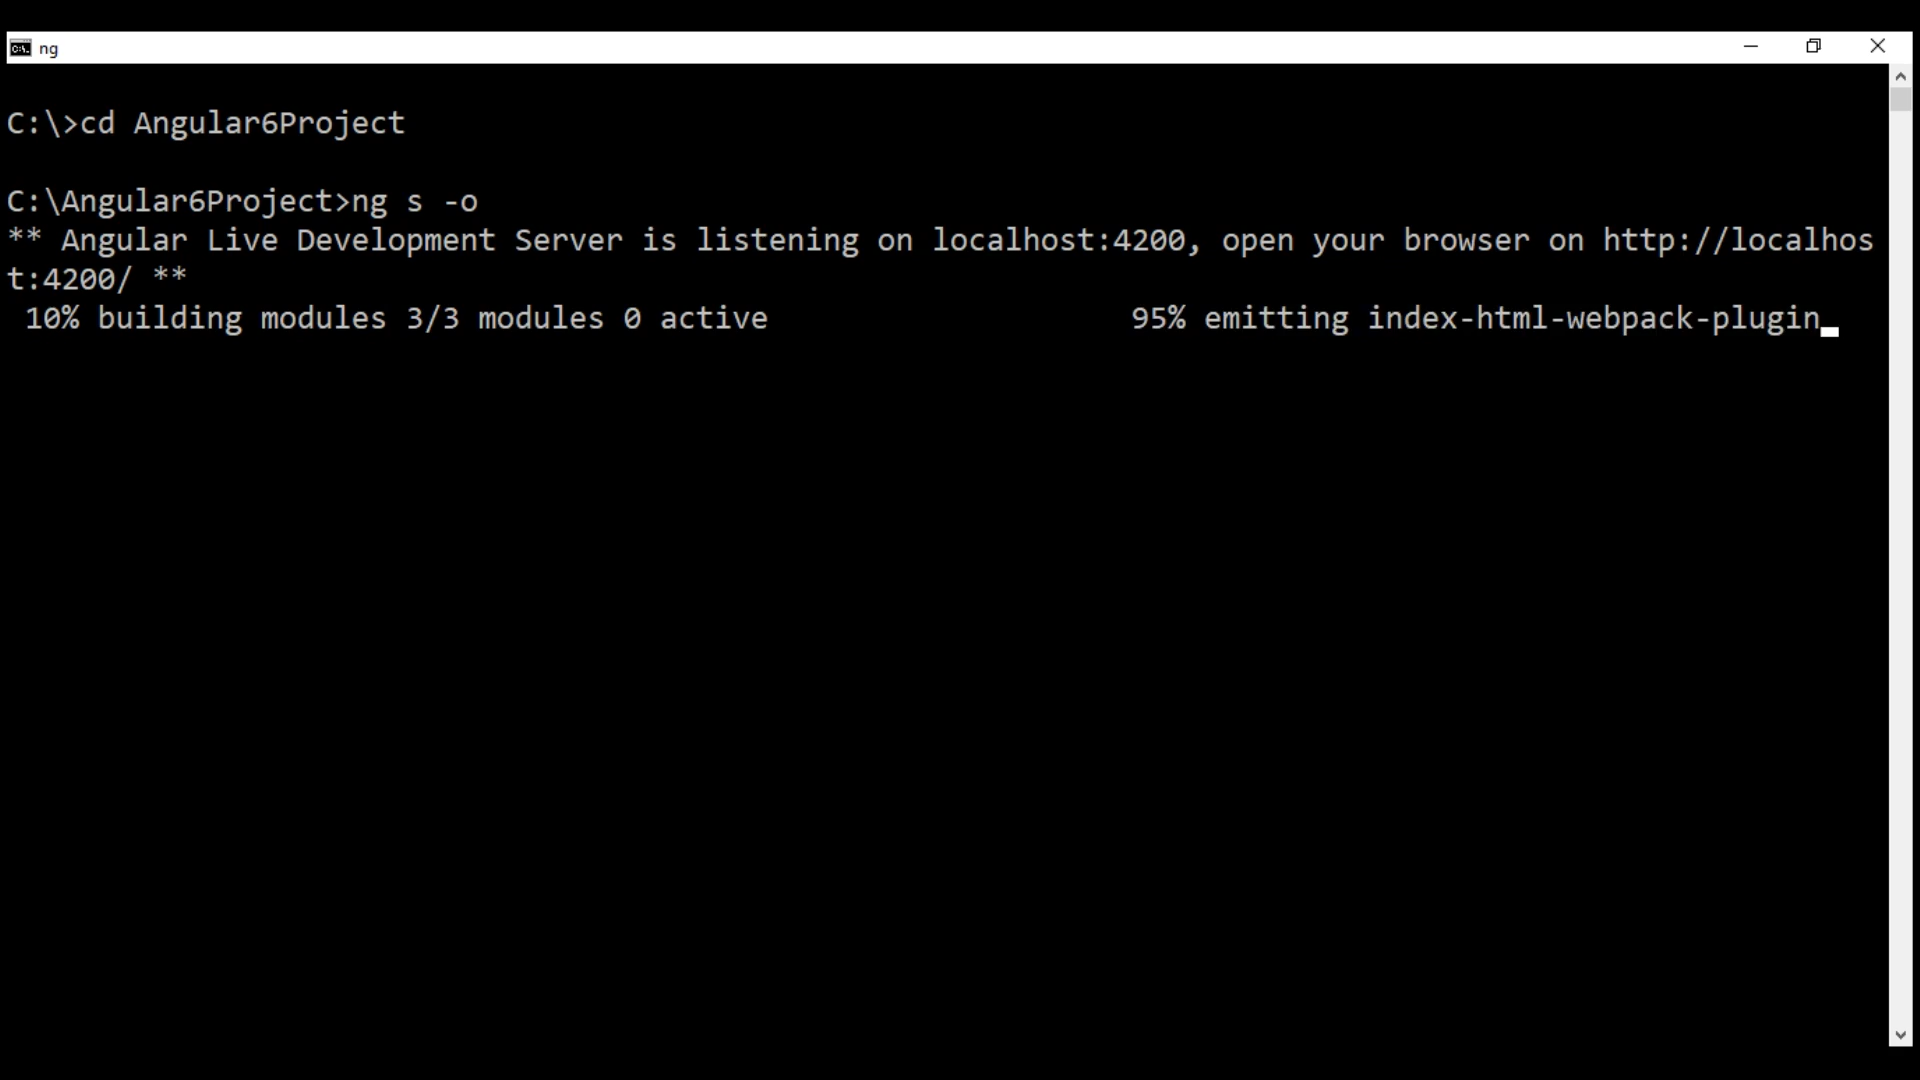 ng
C:\>cd Angular6Project
C:\Angular6Project>ng s -o
** Angular Live Development Server is listening on localhost:4200, open your browser on http://localhos
t:4200/ **
 10% building modules 3/3 modules 0 active                    95% emitting index-html-webpack-plugin